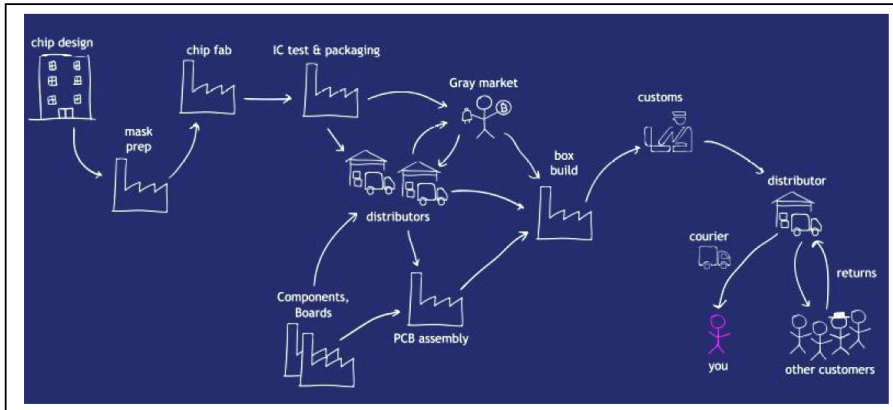 chip design
chip fab
IC test & packaging
Gray market
customs
mask
prep
box
build
distributor
distributors
courier
returns
Components,
Boards
PCB assembly
you
other customers